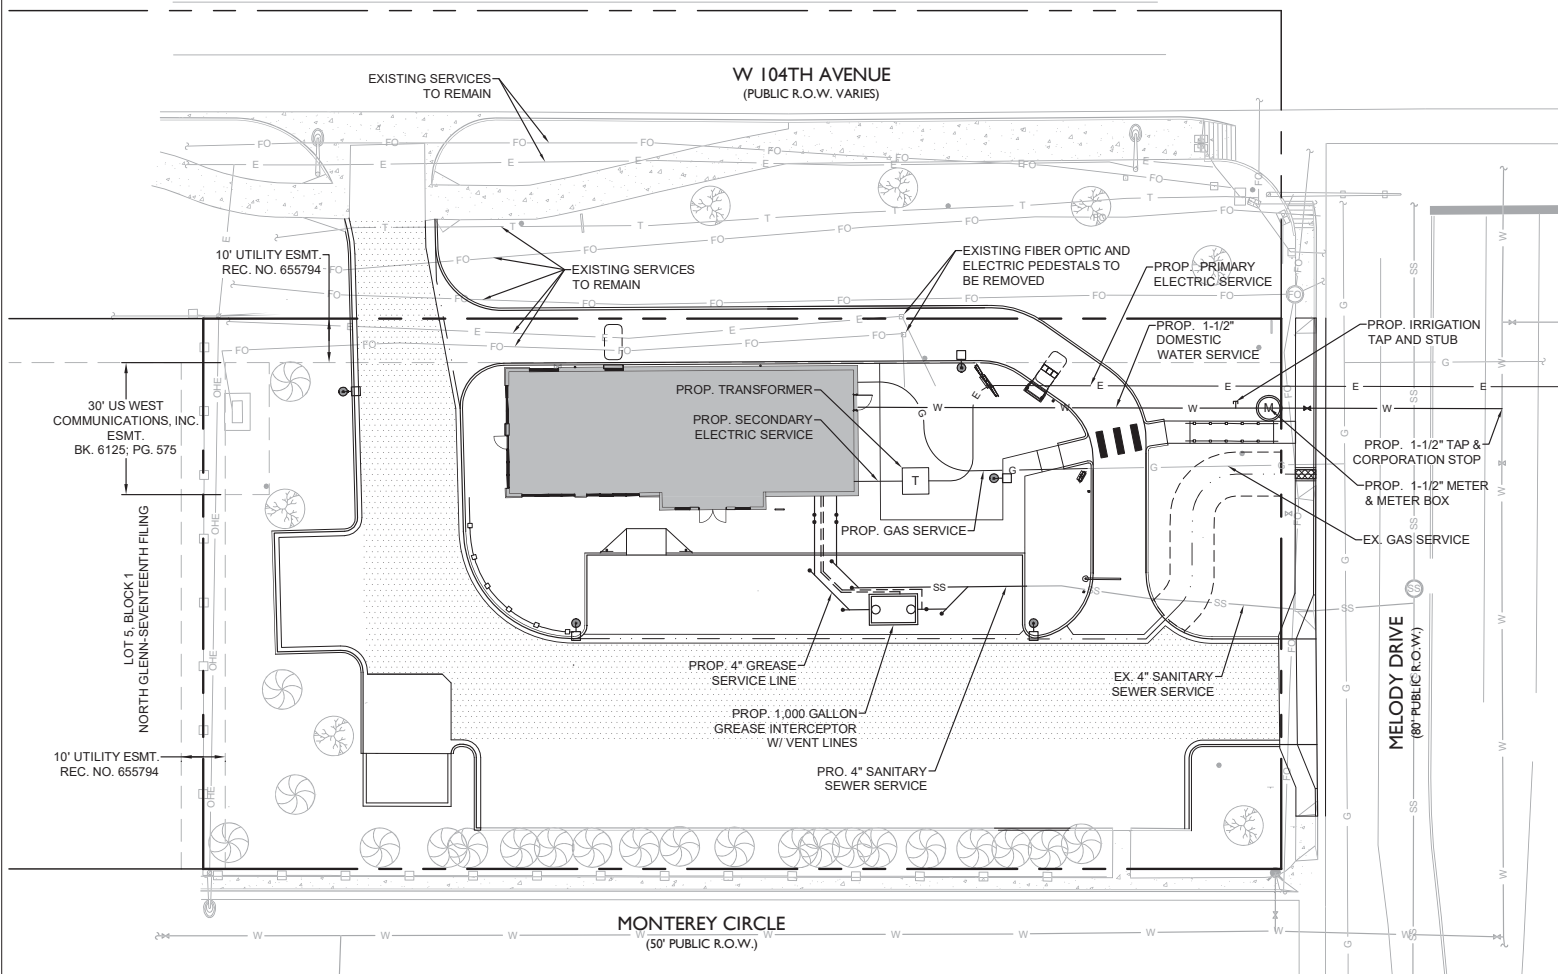 W 104TH AVENUE
(PUBLIC R.O.W. VARIES)
EXISTING SERVICES
TO REMAIN
10' UTILITY ESMT.
REC. NO. 655794
EXISTING SERVICES
TO REMAIN
EXISTING FIBER OPTIC AND
ELECTRIC PEDESTALS TO
BE REMOVED
PROP. PRIMARY
ELECTRIC SERVICE
PROP. 1-1/2"
DOMESTIC
WATER SERVICE
PROP. IRRIGATION
TAP AND STUB
30' US WEST
COMMUNICATIONS, INC.
ESMT.
BK. 6125; PG. 575
PROP. TRANSFORMER
PROP. SECONDARY
ELECTRIC SERVICE
T
M
PROP. 1-1/2" TAP &
CORPORATION STOP
PROP. 1-1/2" METER
& METER BOX
PROP. GAS SERVICE
EX. GAS SERVICE
LOT 5, BLOCK 1
NORTH GLENN-SEVENTEENTH FILING
PROP. 4" GREASE
SERVICE LINE
EX. 4" SANITARY
SEWER SERVICE
PROP. 1,000 GALLON
GREASE INTERCEPTOR
W/ VENT LINES
PRO. 4" SANITARY
SEWER SERVICE
10' UTILITY ESMT.
REC. NO. 655794
MELODY DRIVE
(80' PUBLIC R.O.W.)
MONTEREY CIRCLE
(50' PUBLIC R.O.W.)